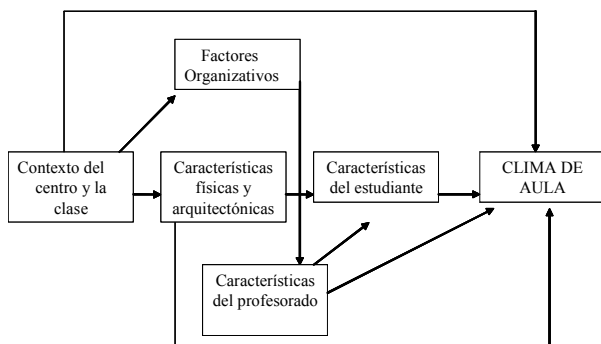 Factores
Organizativos
Contexto del
centro y la
clase
Características
físicas y
arquitectónicas
Características
del estudiante
CLIMA DE
AULA
Características
del profesorado